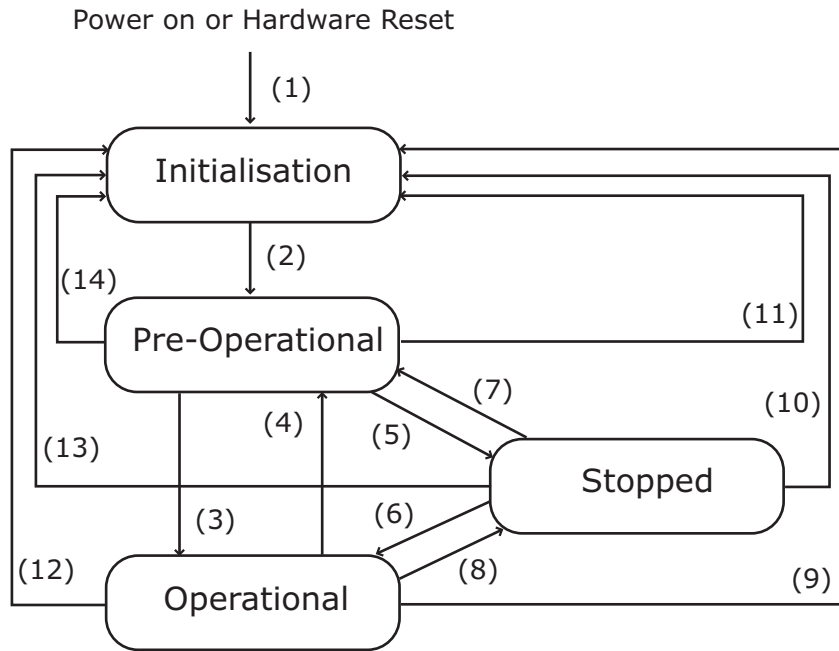 Power on or Hardware Reset
(1)
Initialisation
(2)
(14)
(11)
Pre-Operational
(7)
(10)
(4)
(5)
(13)
Stopped
(3)
(6)
(12)
(8)
(9)
Operational